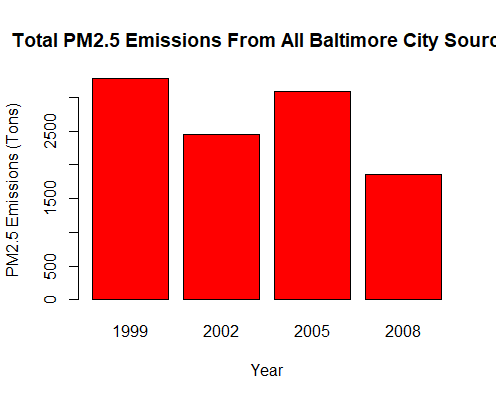 Total PM2.5 Emissions From All Baltimore City Sourc
PM2.5 Emissions (Tons)
2500
1500
500
0
1999 2002 2005 2008
Year